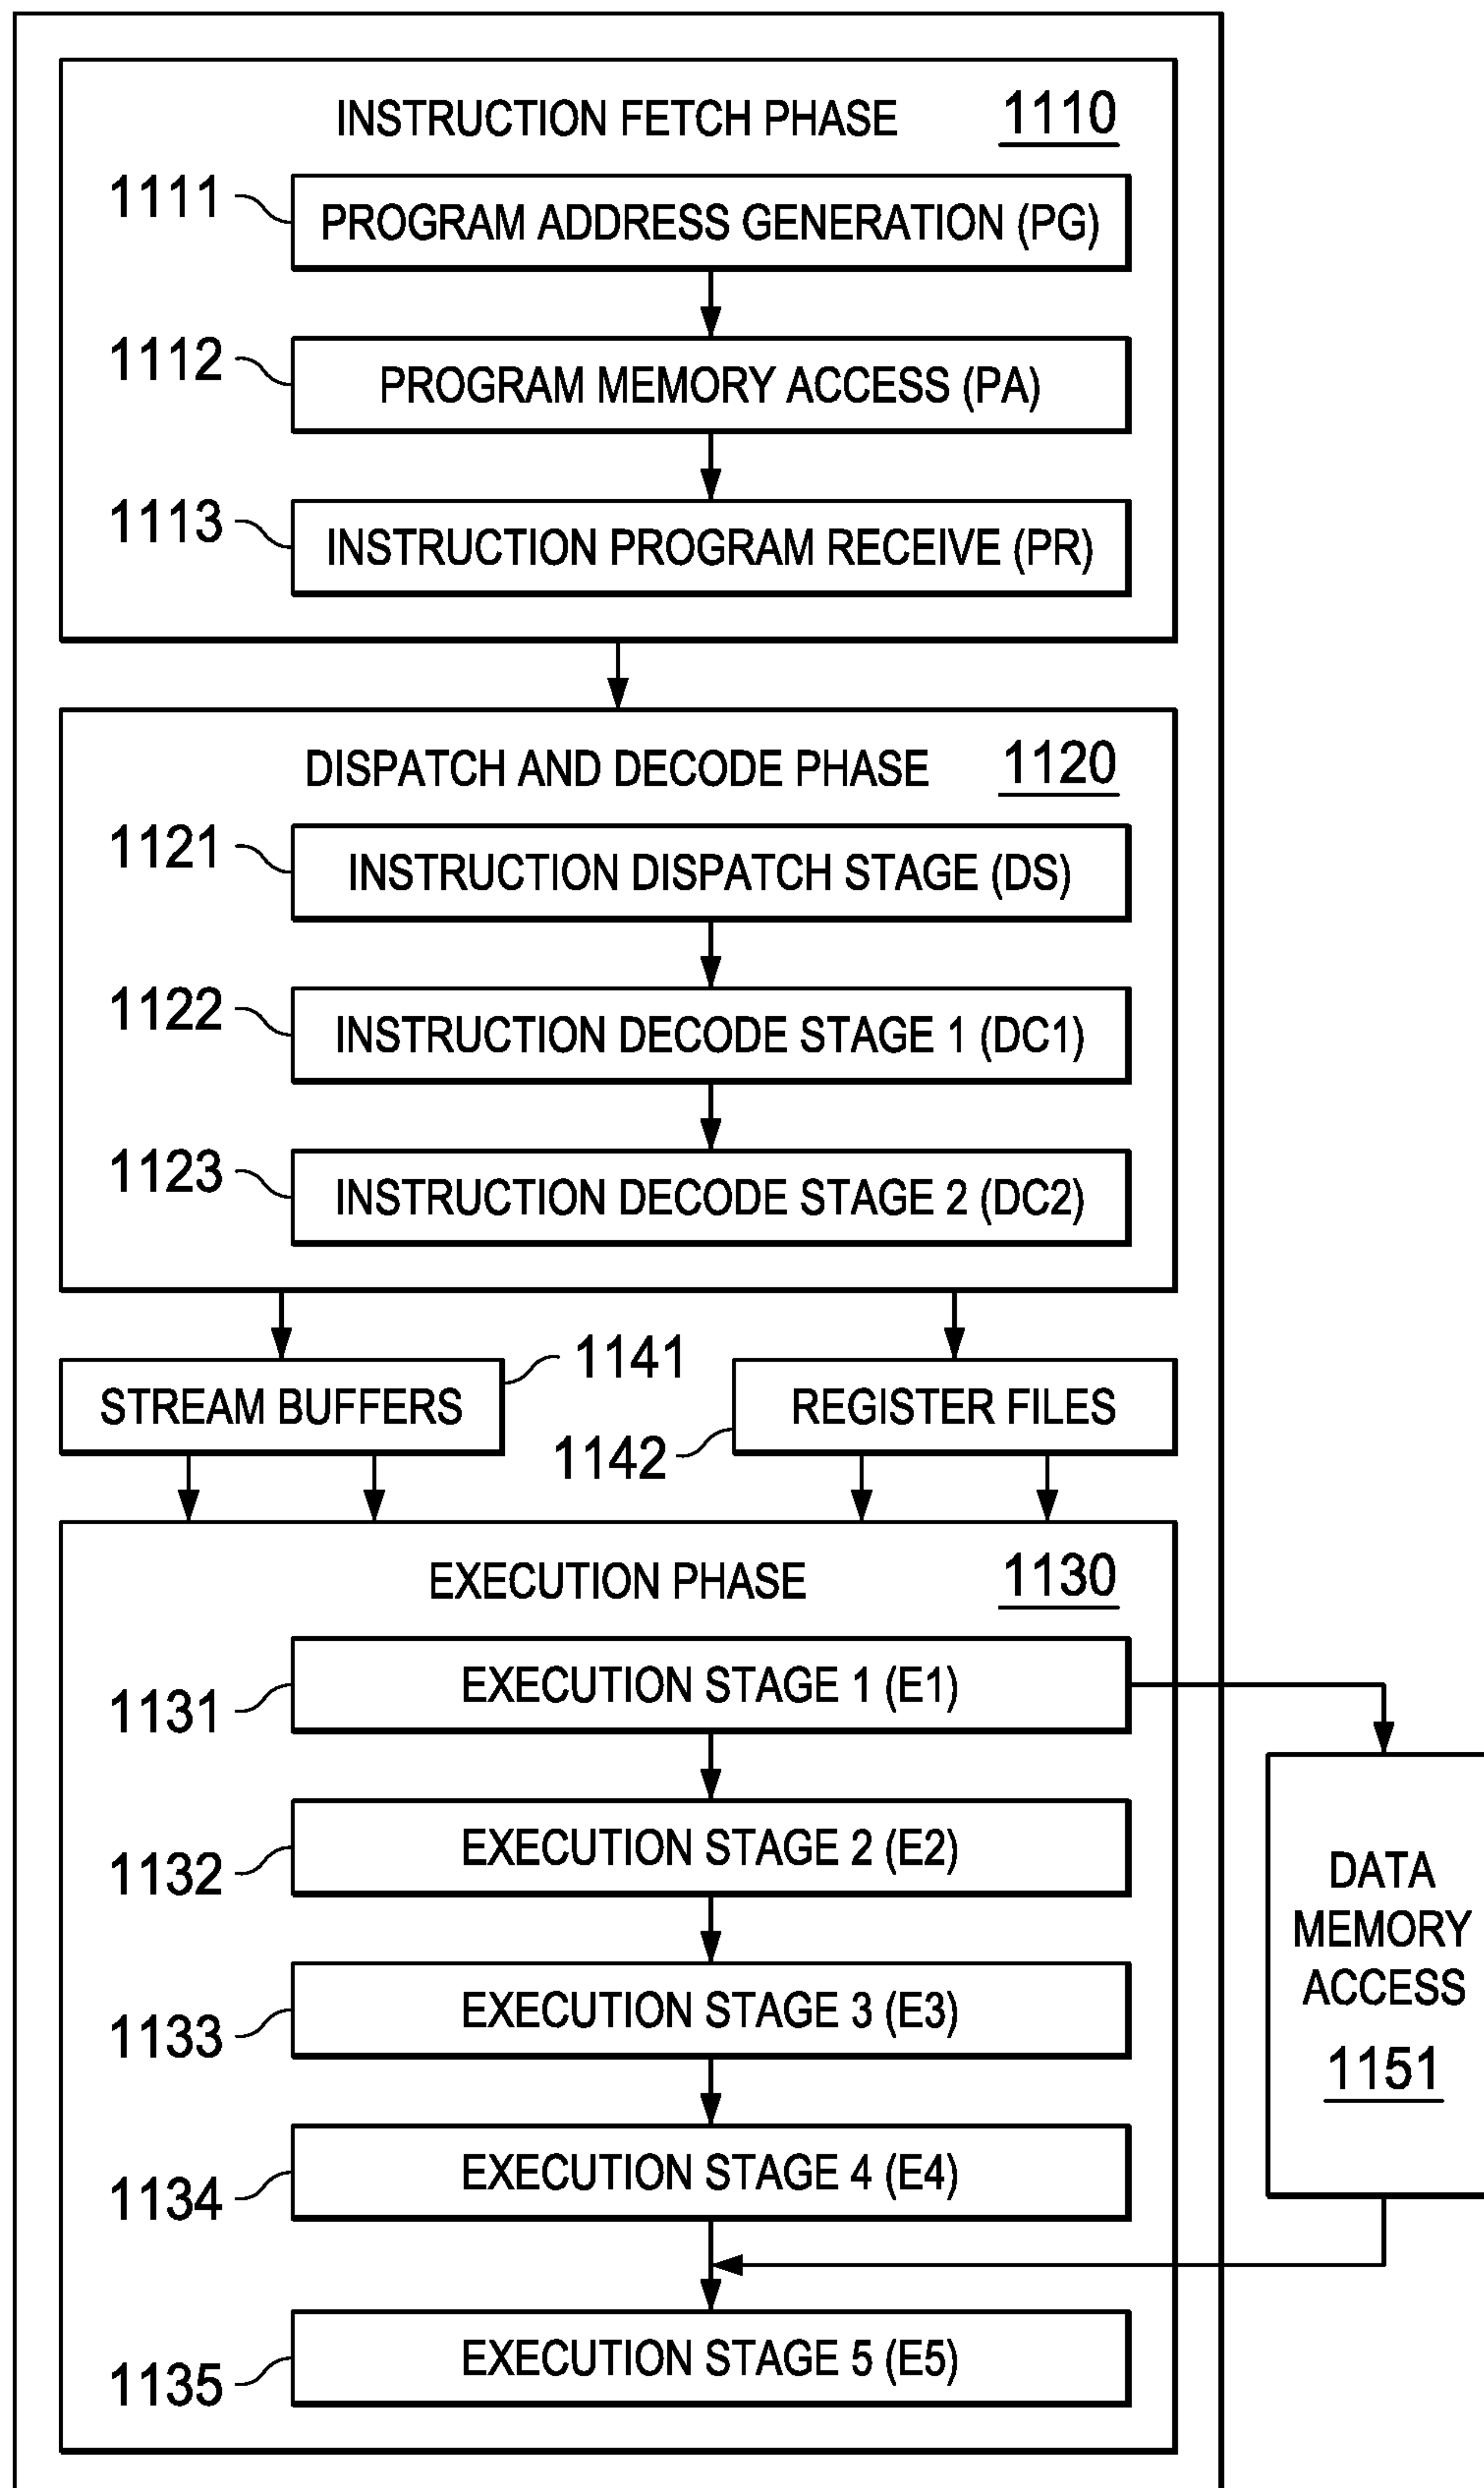 INSTRUCTION FETCH PHASE 1110
1111 PROGRAM ADDRESS GENERATION (PG)
1112 PROGRAM MEMORY ACCESS (PA)
1113 INSTRUCTION PROGRAM RECEIVE (PR)
DISPATCH AND DECODE PHASE 1120
1121 INSTRUCTION DISPATCH STAGE (DS)
1122 INSTRUCTION DECODE STAGE 1 (DC1)
1123 INSTRUCTION DECODE STAGE 2 (DC2)
STREAM BUFFERS 1141
1142 REGISTER FILES
EXECUTION PHASE 1130
1131 EXECUTION STAGE 1 (E1)
1132 EXECUTION STAGE 2 (E2)
1133 EXECUTION STAGE 3 (E3)
1134 EXECUTION STAGE 4 (E4)
1135 EXECUTION STAGE 5 (E5)
DATA
MEMORY
ACCESS
1151